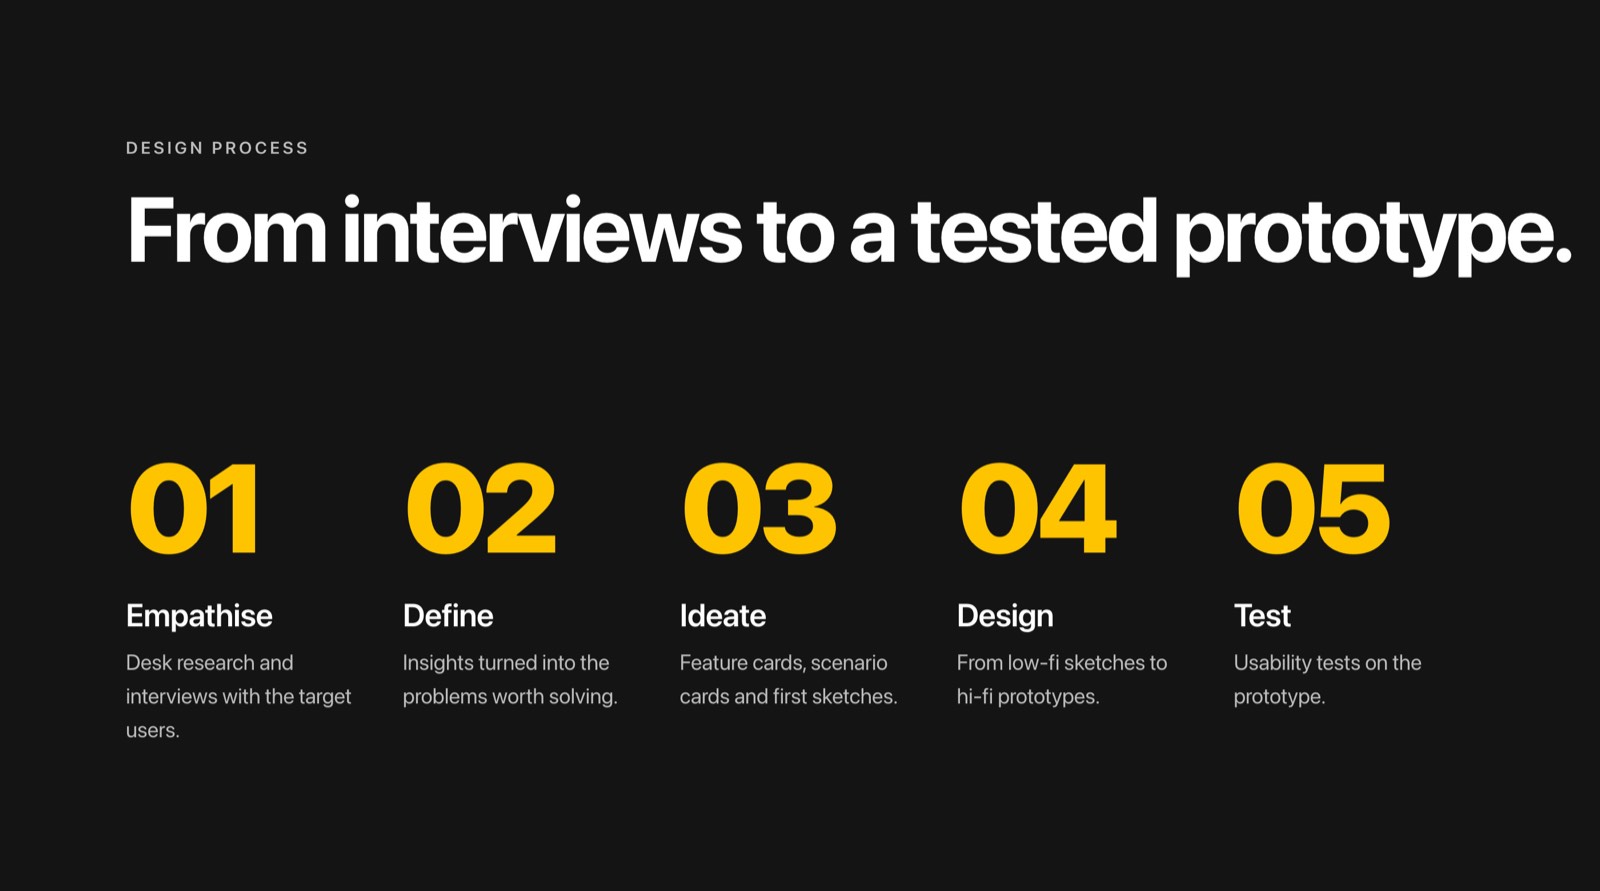 DESIGN PROCESS
From interviews to a tested prototype.
01
Empathise
Desk research and
interviews with the target
users.
02
Define
Insights turned into the
problems worth solving.
03
Ideate
Feature cards, scenario
cards and first sketches.
04
Design
From low-fi sketches to
hi-fi prototypes.
05
Test
Usability tests on the
prototype.